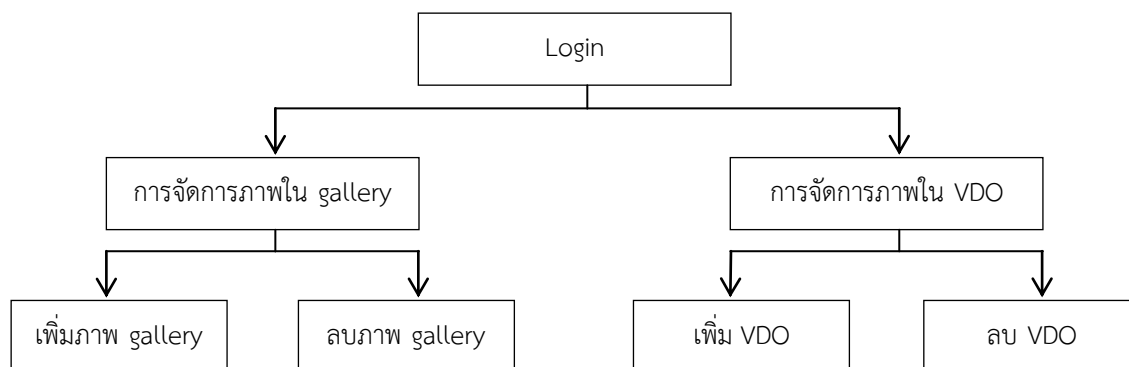 Login
การจัดการภาพใน gallery
การจัดการภาพใน VDO
เพิ่มภาพ gallery
ลบภาพ gallery
เพิ่ม VDO
ลบ VDO